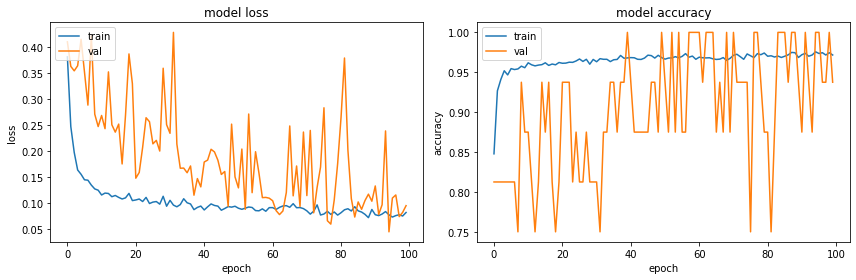 model loss
train
val
0.40
0.35
0.30
0.25
0.20
0.15
0.10
0.05
loss
0 20 40 60 80 100
epoch
model accuracy
train
val
1.00
0.95
0.90
0.85
0.80
0.75
accuracy
0 20 40 60 80 100
epoch